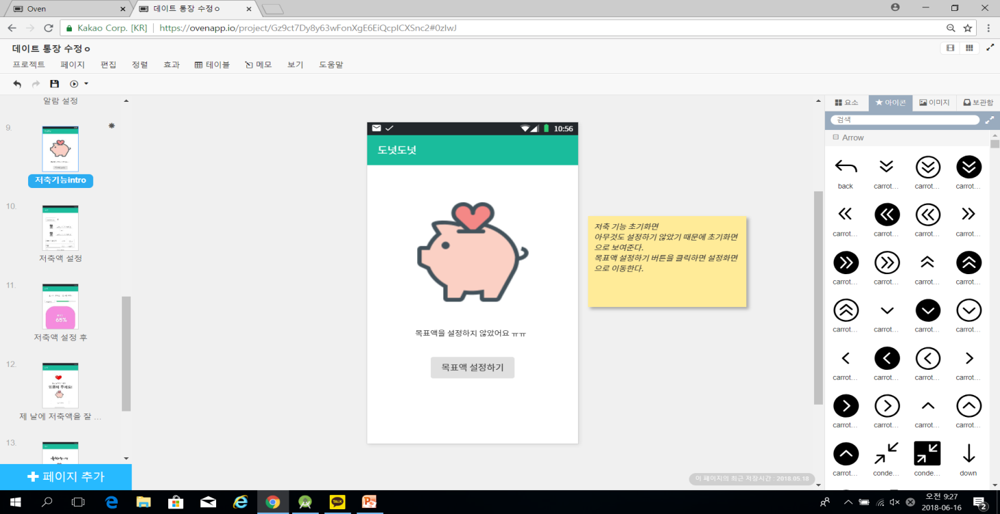 Oven
데이트 통장 수정ㅇ
Kakao Corp. [KR]
https://ovenapp.io/project/Gz9ct7Dy8y63wFonXgE6EiQcpICXSnc2#0zIwJ
데이트 통장 수정ㅇ
프로젝트 페이지 편집 정렬 효과 테이블 메모 보기 도움말
알람 설정
9.
저축기능intro
10.
저축액 설정
11.
65%
저축액 설정 후
12.
제 날에 저축액을 잘 ...
13.
페이지 추가
10:56
도넛도넛
목표액을 설정하지 않았어요 ㅠㅠ
목표액 설정하기
저축 기능 초기화면
아무것도 설정하기 않았기 때문에 초기화면
으로 보여준다.
목표액 설정하기 버튼을 클릭하면 설정화면
으로 이동한다.
이 페이지의 최근 저장시간 : 2018.05.18
요소 아이콘 이미지 보관함
검색
Arrow
back carrot... carrot... carrot...
carrot... carrot... carrot... carrot...
carrot... carrot... carrot... carrot...
carrot... carrot... carrot... carrot...
carrot... carrot... carrot... carrot...
carrot... carrot... carrot... carrot...
carrot... conde... conde... down
TALK
오전 9:27
2018-06-16
2